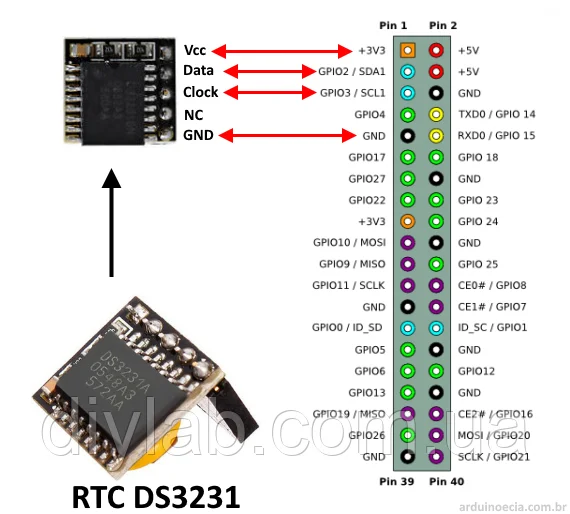 Pin 1 Pin 2
Vcc +3V3 +5V
Data GPIO2 / SDA1 +5V
Clock GPIO3 / SCL1 GND
NC GPIO4 TXD0 / GPIO 14
GND GND RXD0 / GPIO 15
GPIO17 GPIO 18
GPIO27 GND
GPIO22 GPIO 23
+3V3 GPIO 24
GPIO10 / MOSI GND
GPIO9 / MISO GPIO 25
GPIO11 / SCLK CE0# / GPIO8
GND CE1# / GPIO7
GPIO0 / ID_SD ID_SC / GPIO1
GPIO5 GND
GPIO6 GPIO12
GPIO13 GND
GPIO19 / MISO CE2# / GPIO16
GPIO26 MOSI / GPIO20
GND SCLK / GPIO21
Pin 39 Pin 40
DS3231A
0548A3
572AA
diylab.com.ua
RTC DS3231
arduinoecia.com.br